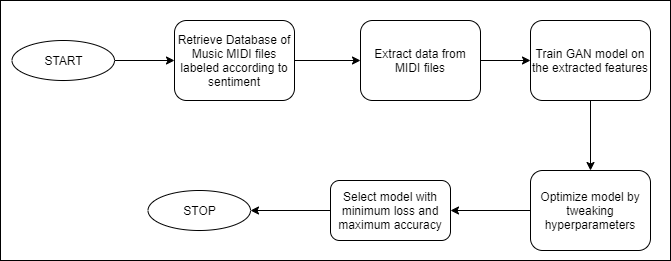 START
Retrieve Database of
Music MIDI files
labeled according to
sentiment
Extract data from
MIDI files
Train GAN model on
the extracted features
Optimize model by
tweaking
hyperparameters
Select model with
minimum loss and
maximum accuracy
STOP